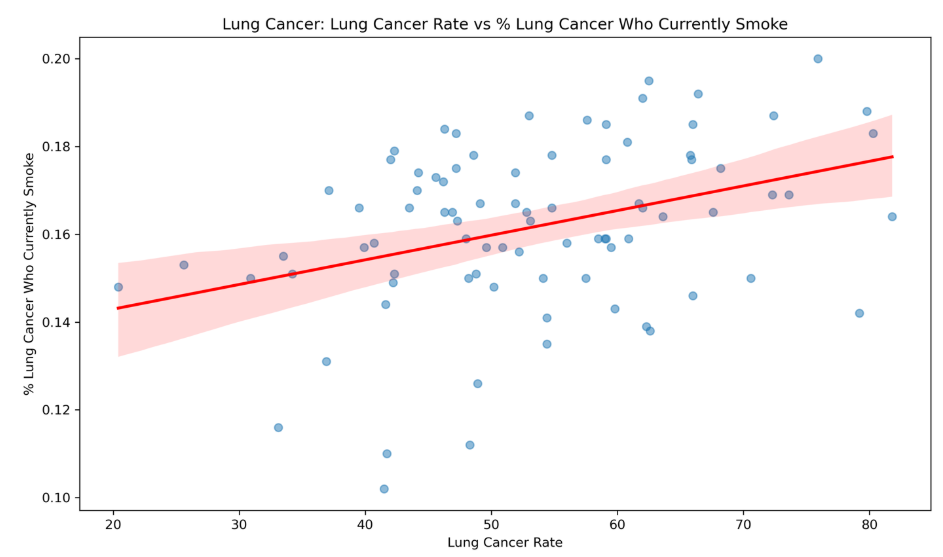 Lung Cancer: Lung Cancer Rate vs % Lung Cancer Who Currently Smoke
% Lung Cancer Who Currently Smoke
0.20
0.18
0.16
0.14
0.12
0.10
20 30 40 50 60 70 80
Lung Cancer Rate